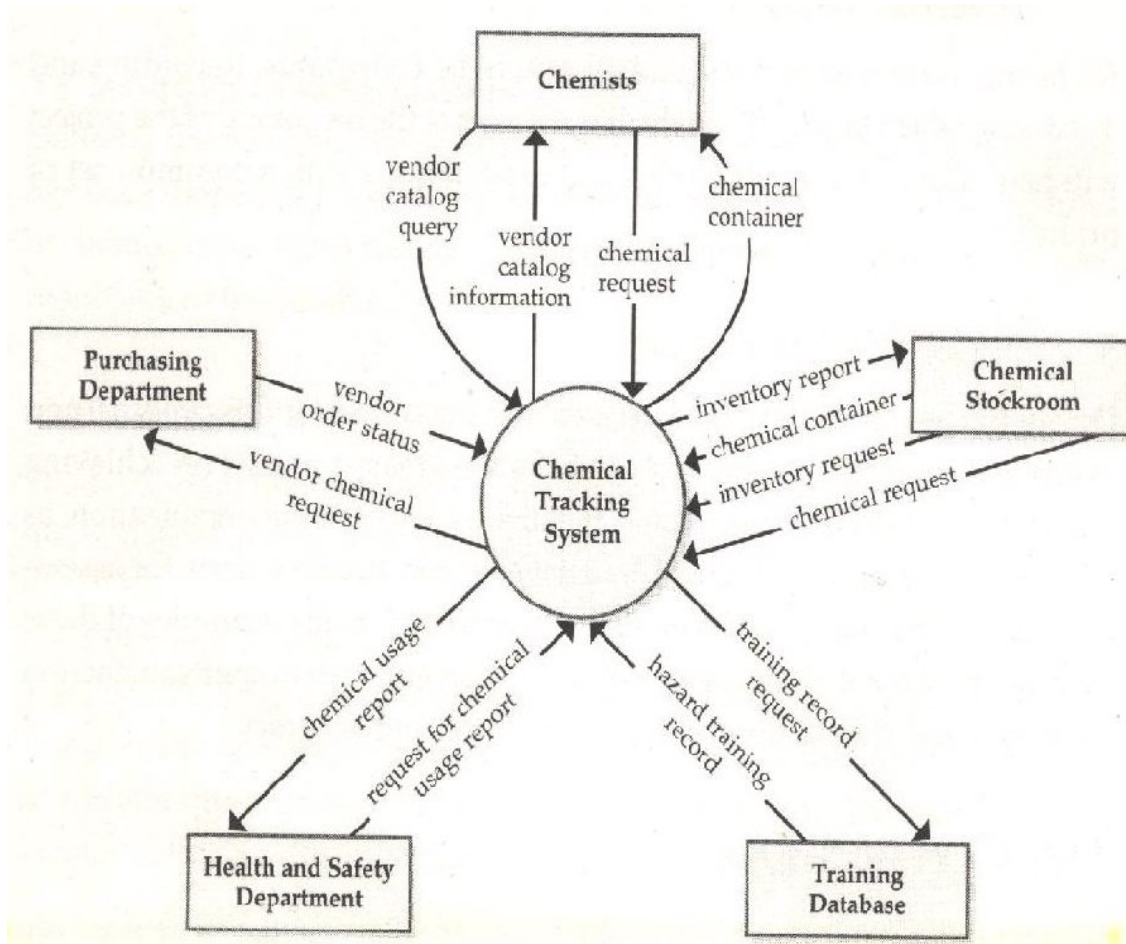 Chemists
vendor
catalog
query
vendor
catalog
information
chemical
request
chemical
container
Purchasing
Department
vendor
order status
vendor chemical
request
Chemical
Tracking
System
inventory report
chemical container
inventory request
chemical request
Chemical
Stockroom
chemical usage
report
request for chemical
usage report
hazard training
record
training record
request
Health and Safety
Department
Training
Database